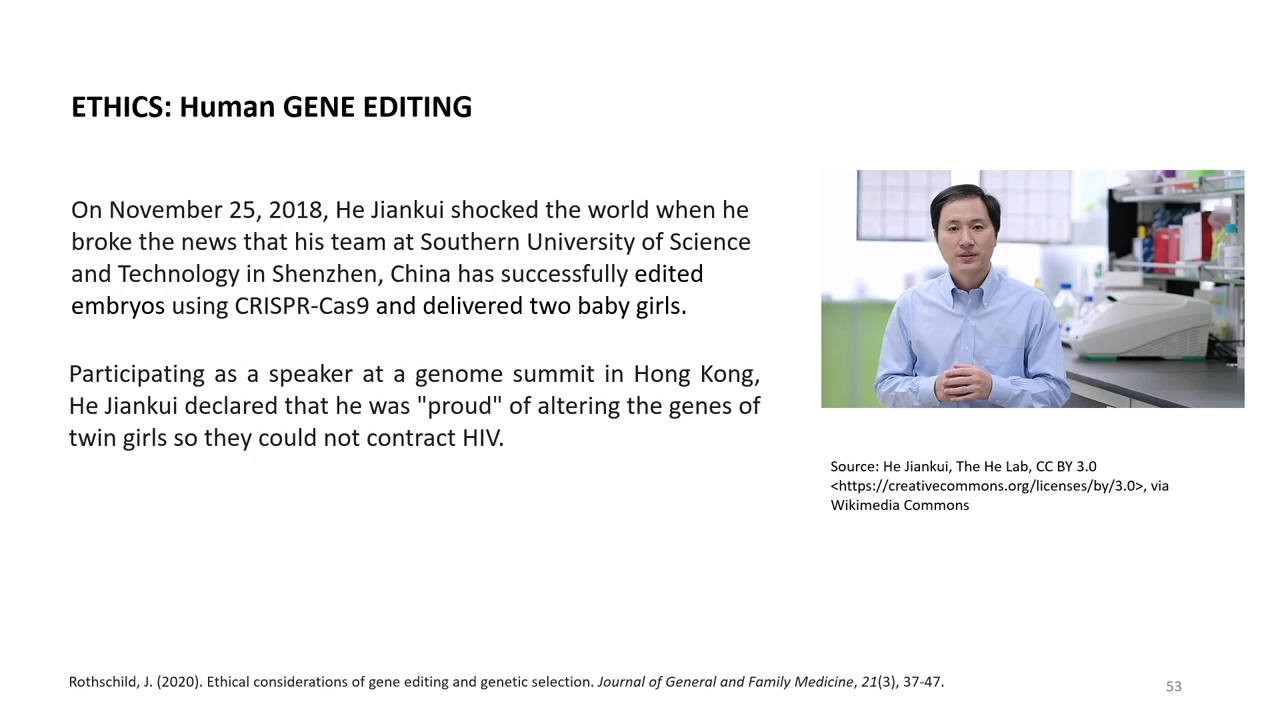 ETHICS: Human GENE EDITING
On November 25, 2018, He Jiankui shocked the world when he
broke the news that his team at Southern University of Science
and Technology in Shenzhen, China has successfully edited
embryos using CRISPR-Cas9 and delivered two baby girls.
Participating as a speaker at a genome summit in Hong Kong,
He Jiankui declared that he was "proud" of altering the genes of
twin girls so they could not contract HIV.
Source: He Jiankui, The He Lab, CC BY 3.0
<https://creativecommons.org/licenses/by/3.0>, via
Wikimedia Commons
Rothschild, J. (2020). Ethical considerations of gene editing and genetic selection. Journal of General and Family Medicine, 21(3), 37-47.
53